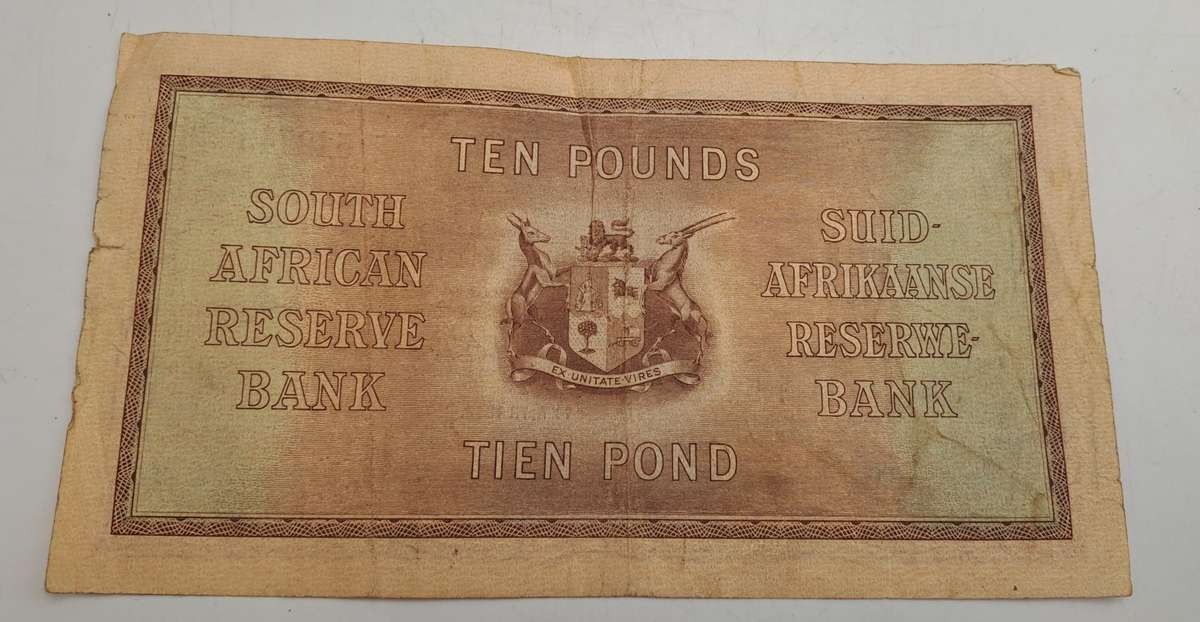 TEN POUNDS
SOUTH
AFRICAN
RESERVE
BANK
EX·UNITATE·VIRES
SUID-
AFRIKAANSE
RESERWE-
BANK
TIEN POND